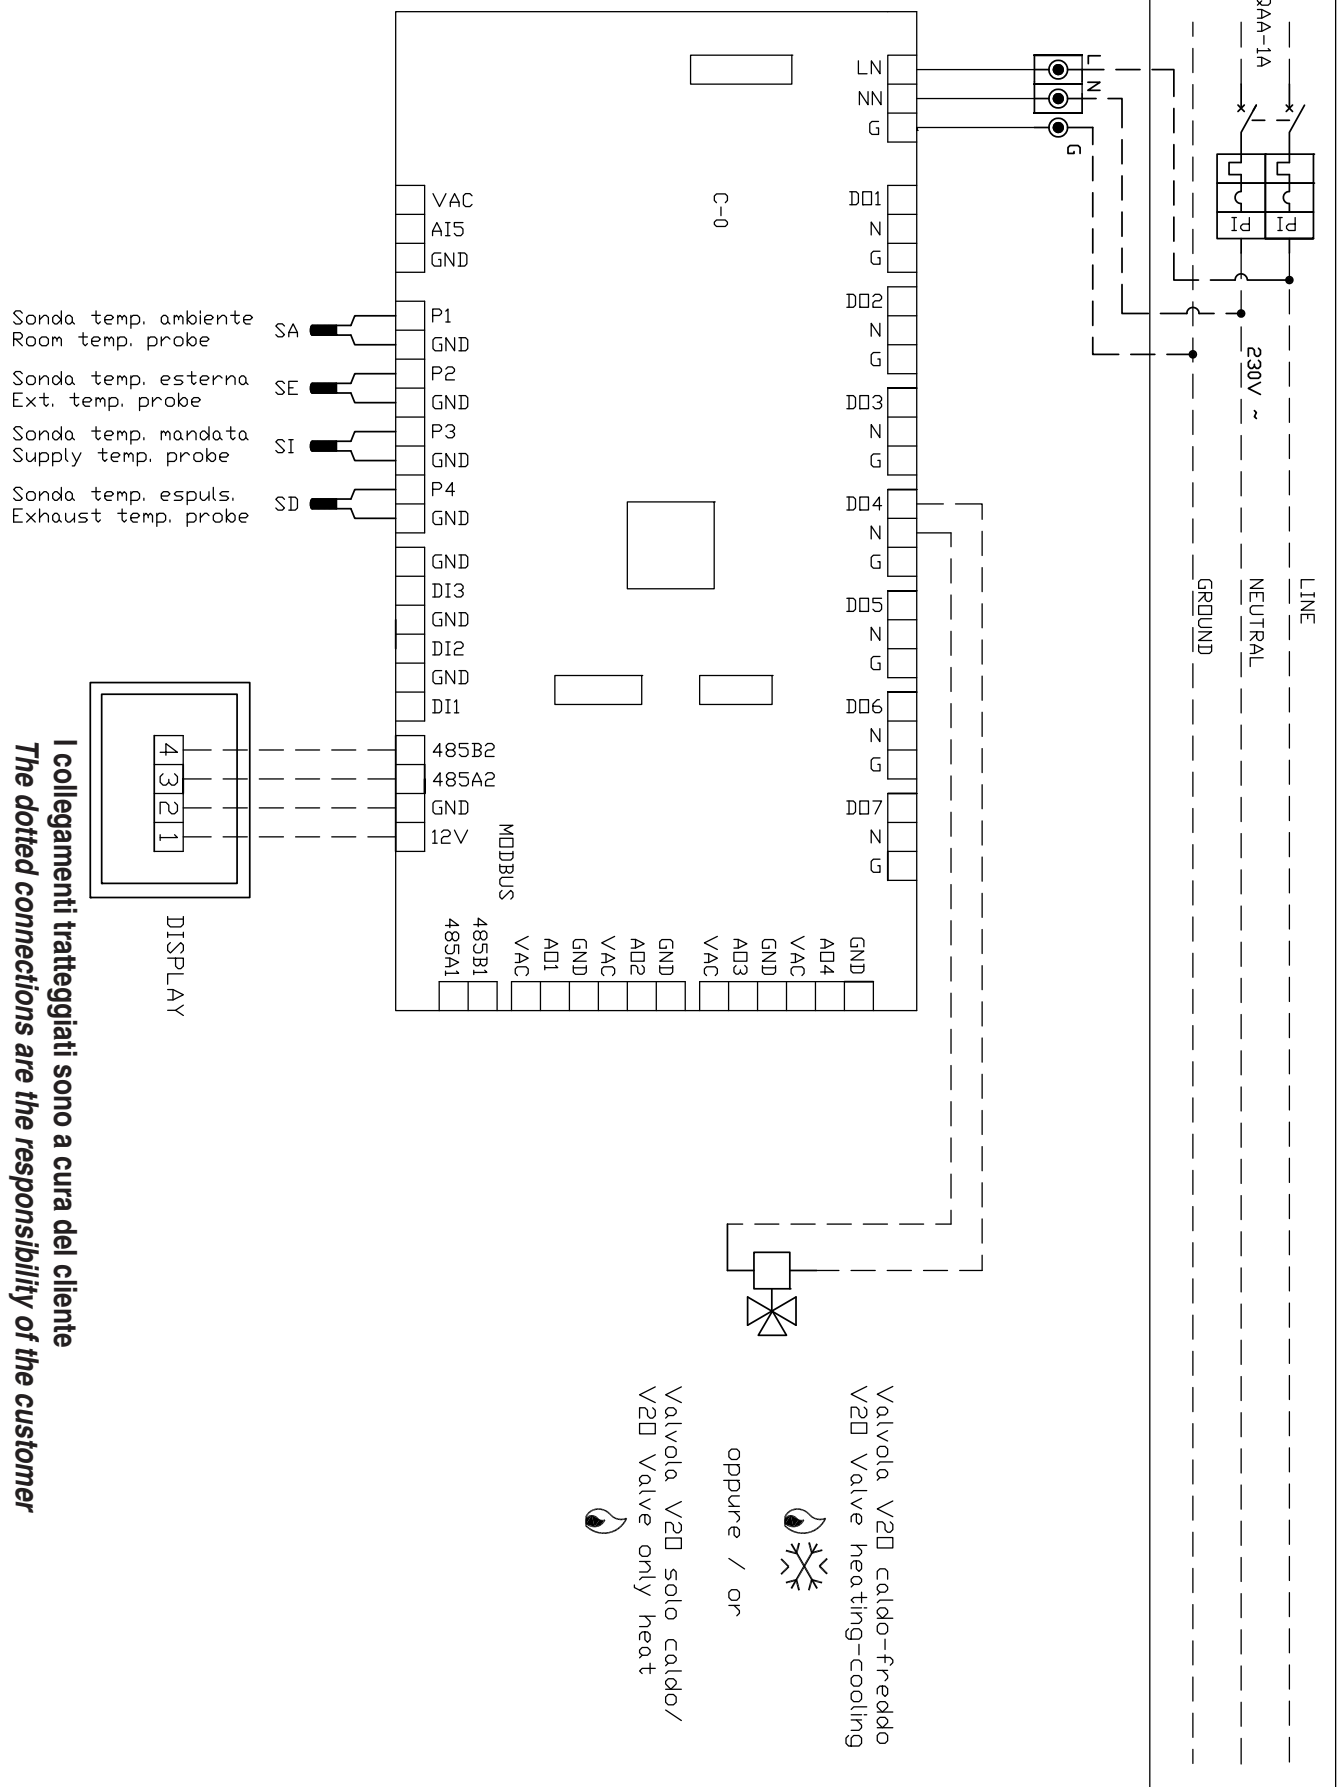 QAA-1A
L
N
G
PI
PI
230V ~
LINE
NEUTRAL
GROUND
LN
NN
G
C-0
VAC
AI5
GND
P1
GND
P2
GND
P3
GND
P4
GND
GND
DI3
GND
DI2
GND
DI1
485B2
485A2
GND
12V
MODBUS
DO1
N
G
DO2
N
G
DO3
N
G
DO4
N
G
DO5
N
G
DO6
N
G
DO7
N
G
485A1
485B1
VAC
AO1
GND
VAC
AO2
GND
VAC
AO3
GND
VAC
AO4
GND
Sonda temp. ambiente
Room temp. probe
SA
Sonda temp. esterna
Ext. temp. probe
SE
Sonda temp. mandata
Supply temp. probe
SI
Sonda temp. espuls.
Exhaust temp. probe
SD
4
3
2
1
DISPLAY
Valvola V2O caldo-freddo
V2O Valve heating-cooling
oppure / or
Valvola V2O solo caldo/
V2O Valve only heat
I collegamenti tratteggiati sono a cura del cliente
The dotted connections are the responsibility of the customer